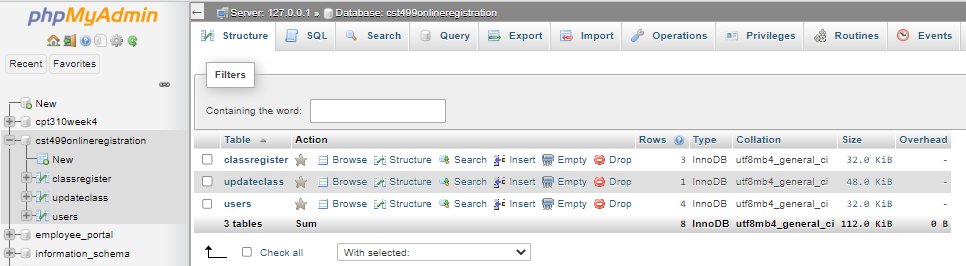 phpMyAdmin
Recent Favorites
New
cpt310week4
cst499onlineregistration
New
classregister
updateclass
users
employee_portal
information_schema
Server: 127.0.0.1 » Database: cst499onlineregistration
Structure SQL Search Query Export Import Operations Privileges Routines Events
Filters
Containing the word:
Table Action Rows Type Collation Size Overhead
classregister Browse Structure Search Insert Empty Drop 3 InnoDB utf8mb4_general_ci 32.0 KiB -
updateclass Browse Structure Search Insert Empty Drop 1 InnoDB utf8mb4_general_ci 48.0 KiB -
users Browse Structure Search Insert Empty Drop 4 InnoDB utf8mb4_general_ci 32.0 KiB -
3 tables Sum 8 InnoDB utf8mb4_general_ci 112.0 KiB 0 B
Check all With selected: